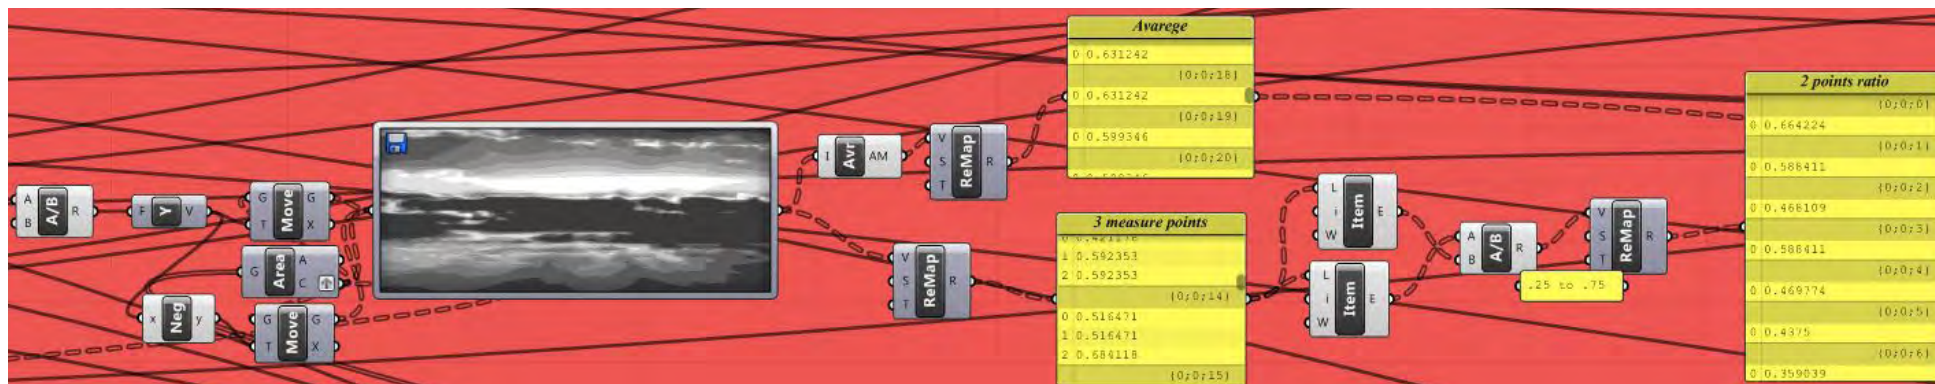 A
B
A/B
R
F
Y
V
G
T
Move
G
X
G
Area
A
C
x
Neg
y
G
T
Move
G
X
I
Avr
AM
V
S
T
ReMap
R
V
S
T
ReMap
R
Avarege
0 0.631242
{0;0;18}
0 0.631242
{0;0;19}
0 0.599346
{0;0;20}
3 measure points
1 0.592353
2 0.592353
{0;0;14}
0 0.516471
1 0.516471
2 0.684118
{0;0;15}
L
i
W
Item
E
L
i
W
Item
E
A
B
A/B
R
.25 to .75
V
S
T
ReMap
R
2 points ratio
{0;0;0}
0 0.664224
{0;0;1}
0 0.588411
{0;0;2}
0 0.468109
{0;0;3}
0 0.588411
{0;0;4}
0 0.469774
{0;0;5}
0 0.4375
{0;0;6}
0 0.359039